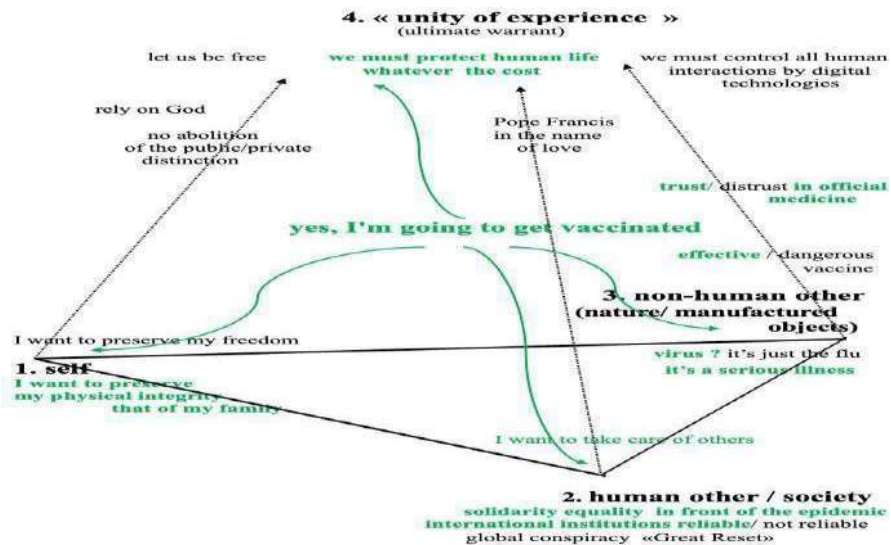 4. « unity of experience »
(ultimate warrant)
let us be free
we must protect human life
whatever the cost
we must control all human
interactions by digital
technologies
rely on God
no abolition
of the public/private
distinction
Pope Francis
in the name
of love
trust/ distrust in official
medicine
yes, I'm going to get vaccinated
effective / dangerous
vaccine
3. non-human other
(nature/ manufactured
objects)
I want to preserve my freedom
virus ? it's just the flu
it's a serious illness
1. self
I want to preserve
my physical integrity
that of my family
I want to take care of others
2. human other / society
solidarity equality in front of the epidemic
international institutions reliable/ not reliable
global conspiracy «Great Reset»